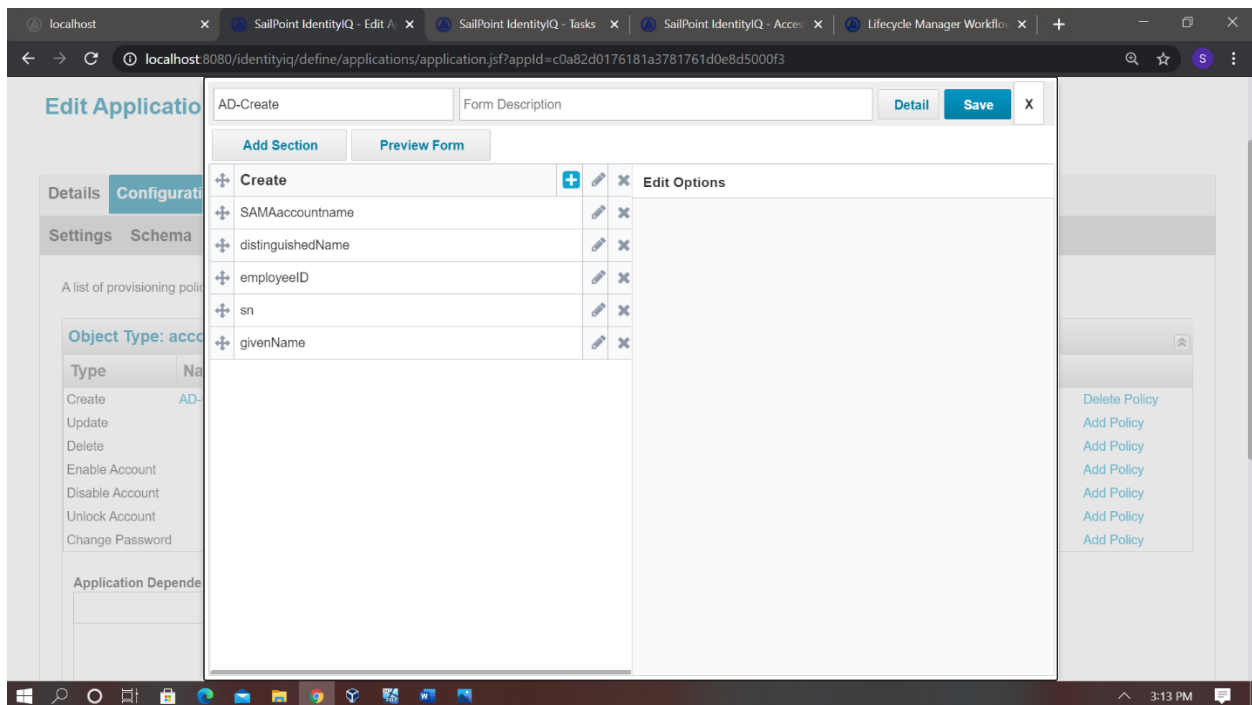 localhost
SailPoint IdentityIQ - Edit A
SailPoint IdentityIQ - Tasks
SailPoint IdentityIQ - Acces
Lifecycle Manager Workflo
localhost:8080/identityiq/define/applications/application.jsf?appId=c0a82d0176181a3781761d0e8d5000f3
S
Edit Applicatio
AD-Create
Form Description
Detail
Save
X
Add Section
Preview Form
Details
Configurati
Create
Edit Options
SAMAaccountname
Settings
Schema
distinguishedName
employeeID
A list of provisioning polic
sn
Object Type: acco
givenName
Type
Na
Create
AD-
Delete Policy
Update
Add Policy
Delete
Add Policy
Enable Account
Add Policy
Disable Account
Add Policy
Unlock Account
Add Policy
Change Password
Add Policy
Application Depende
3:13 PM